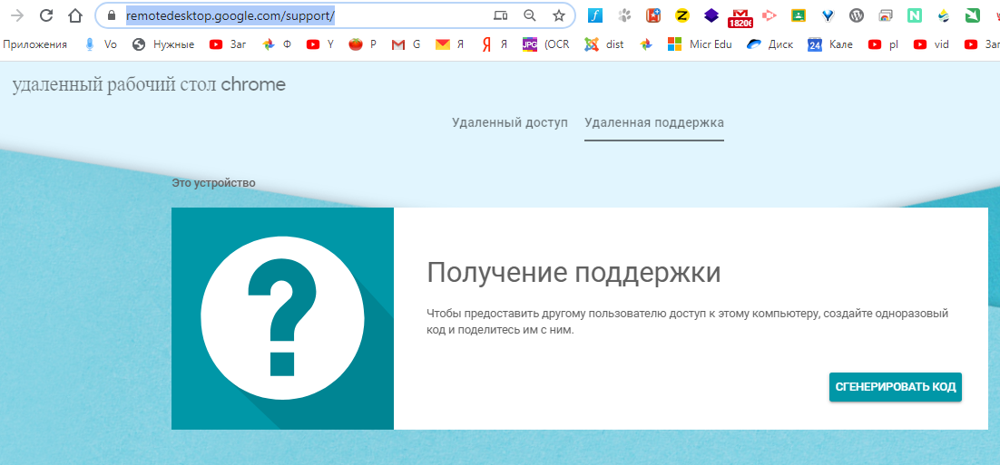 remotedesktop.google.com/support/
1820
Приложения Vo Нужные Заг Ф Y P G Я Я Я JPG (OCR dist Micr Edu Диск 24 Кале pl vid Заг
удаленный рабочий стол chrome
Удаленный доступ Удаленная поддержка
Это устройство
?
Получение поддержки
Чтобы предоставить другому пользователю доступ к этому компьютеру, создайте одноразовый
код и поделитесь им с ним.
СГЕНЕРИРОВАТЬ КОД